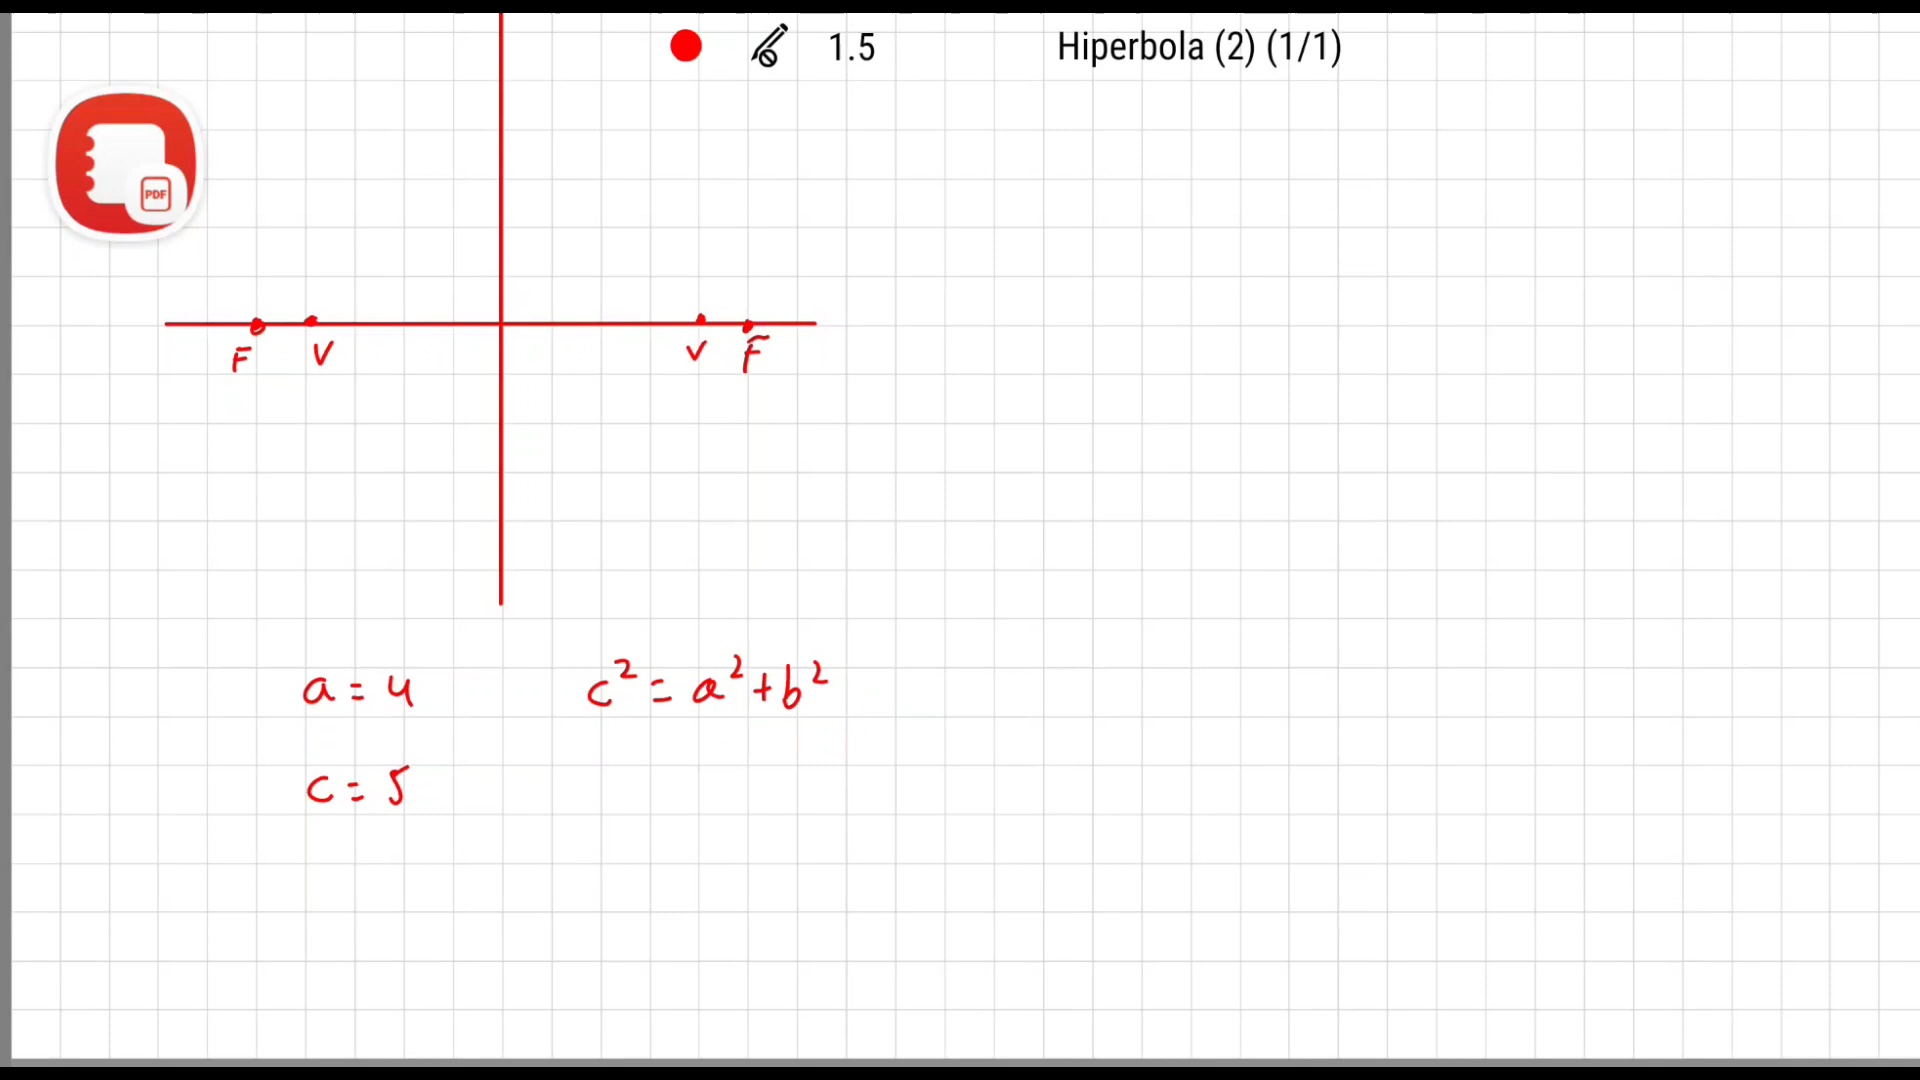 1.5 Hiperbola (2) (1/1)
PDF
F V V F
a = 4 c² = a² + b²
c = 5